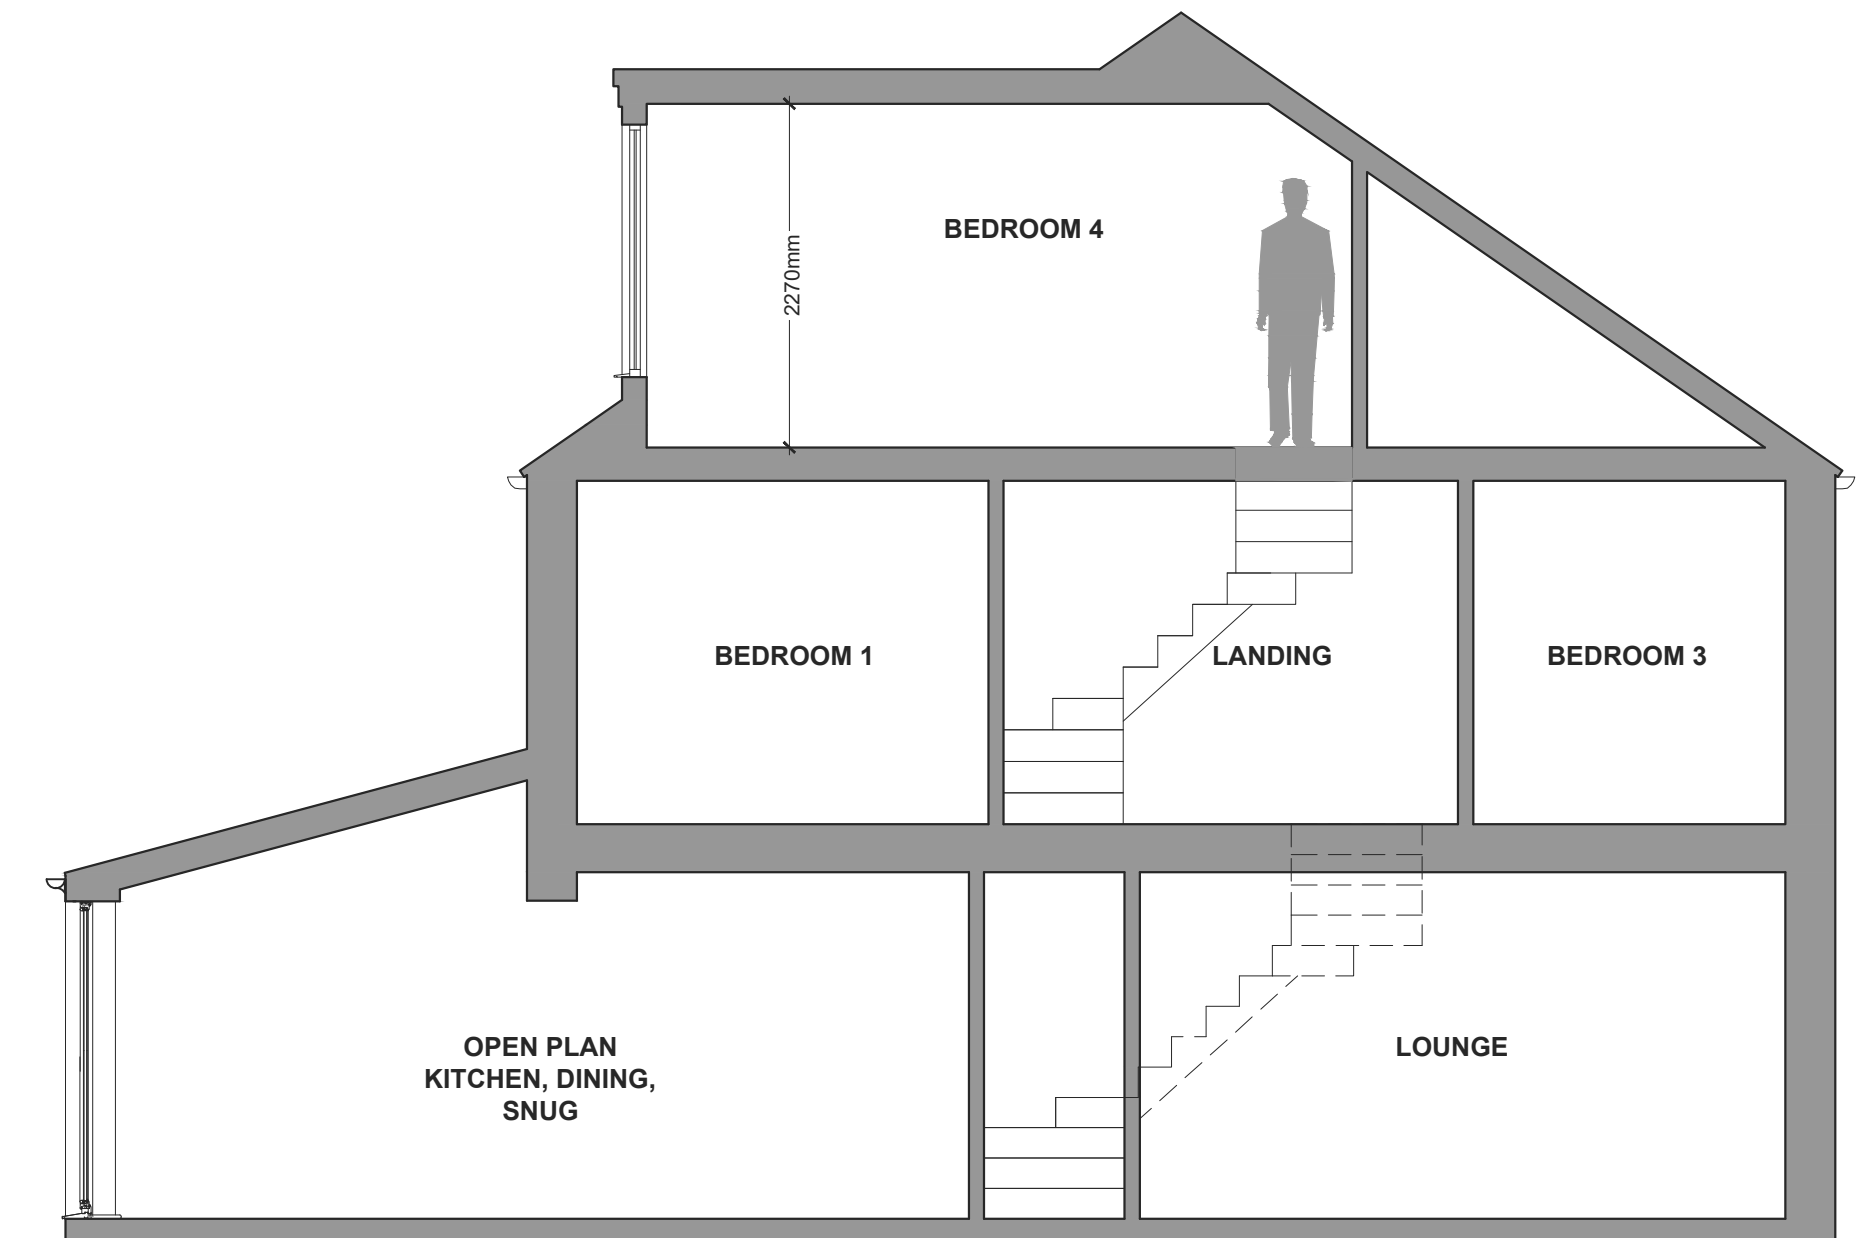 BEDROOM 4
2270mm
BEDROOM 1
LANDING
BEDROOM 3
OPEN PLAN
KITCHEN, DINING,
SNUG
LOUNGE